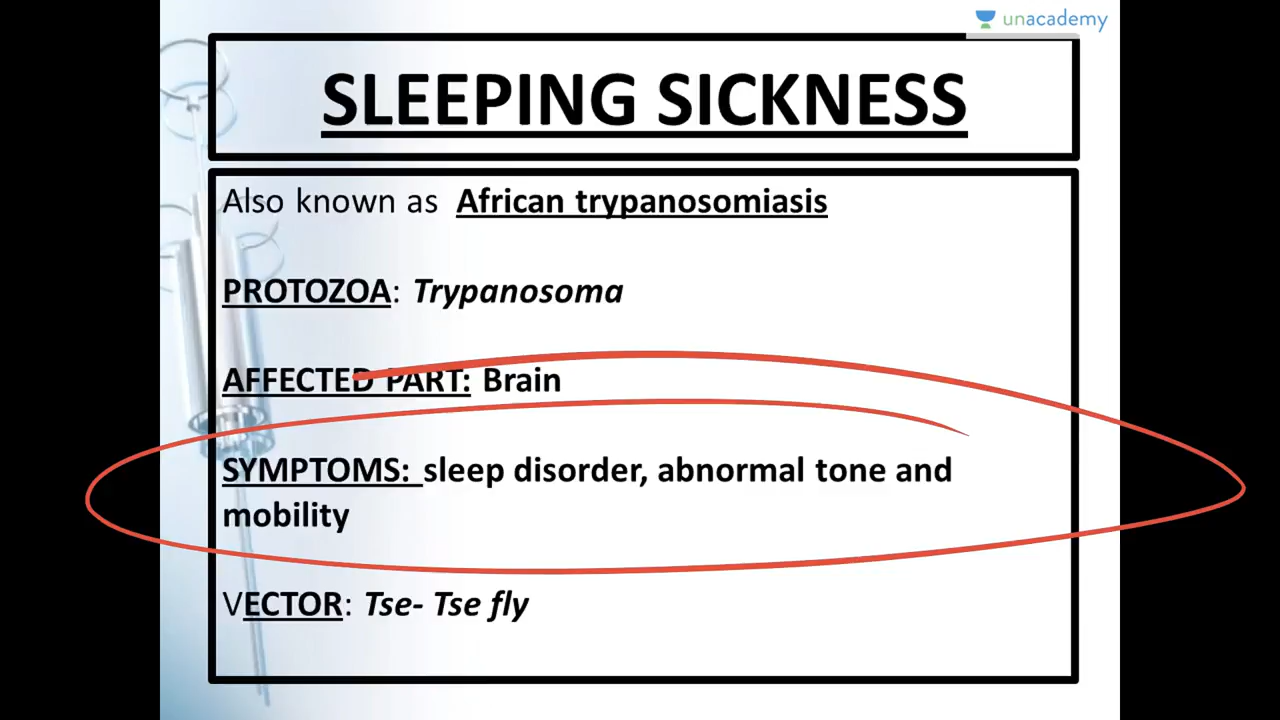 unacademy
SLEEPING SICKNESS
Also known as African trypanosomiasis
PROTOZOA: Trypanosoma
AFFECTED PART: Brain
SYMPTOMS: sleep disorder, abnormal tone and
mobility
VECTOR: Tse- Tse fly